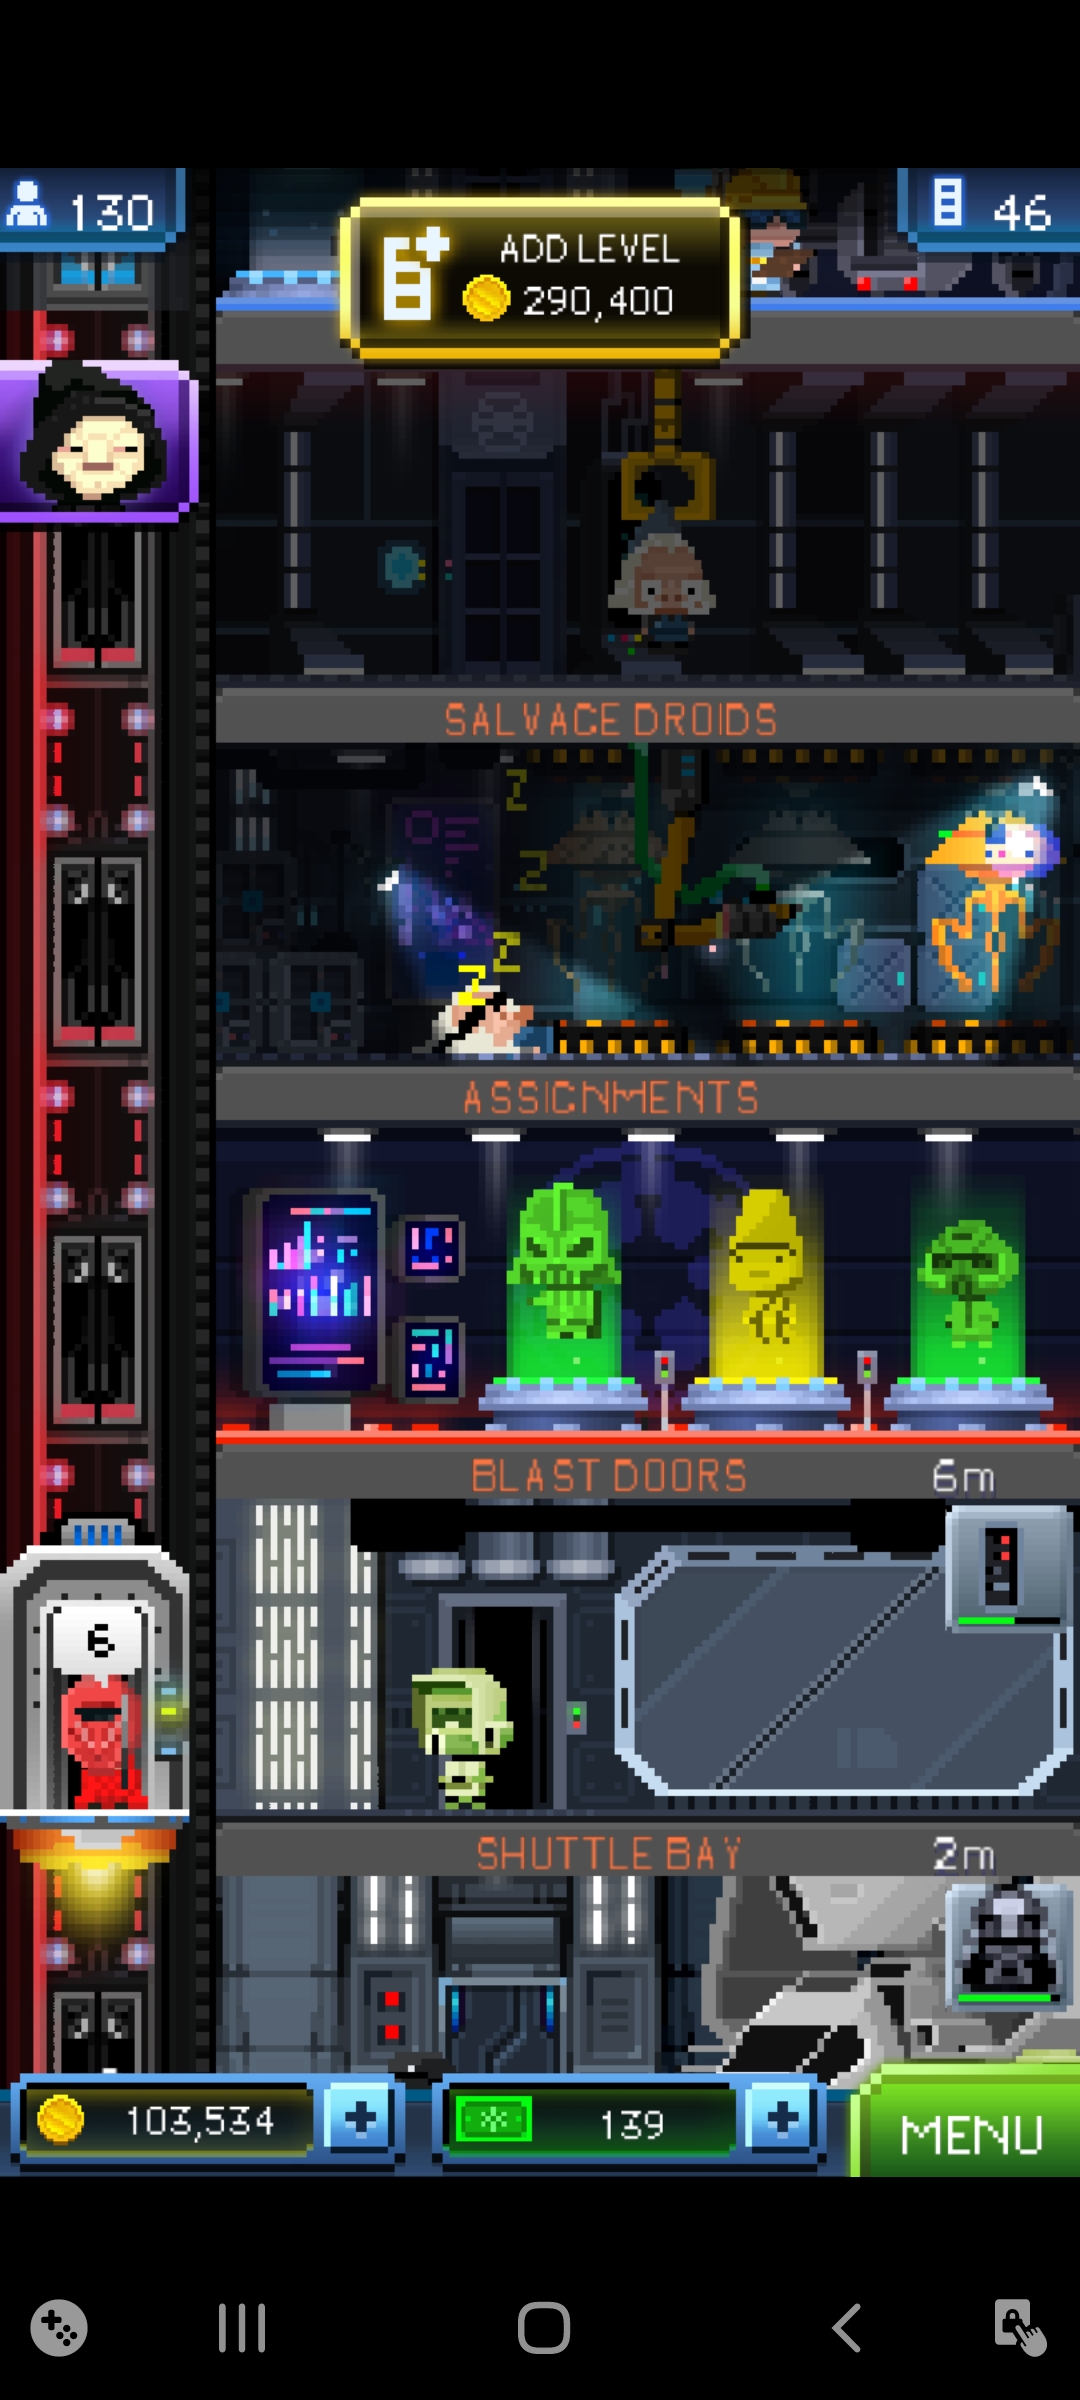 130
46
ADD LEVEL
290,400
SALVAGE DROIDS
Z
Z
Z
Z
ASSIGNMENTS
BLAST DOORS 6m
6
SHUTTLE BAY 2m
103,534
139
MENU